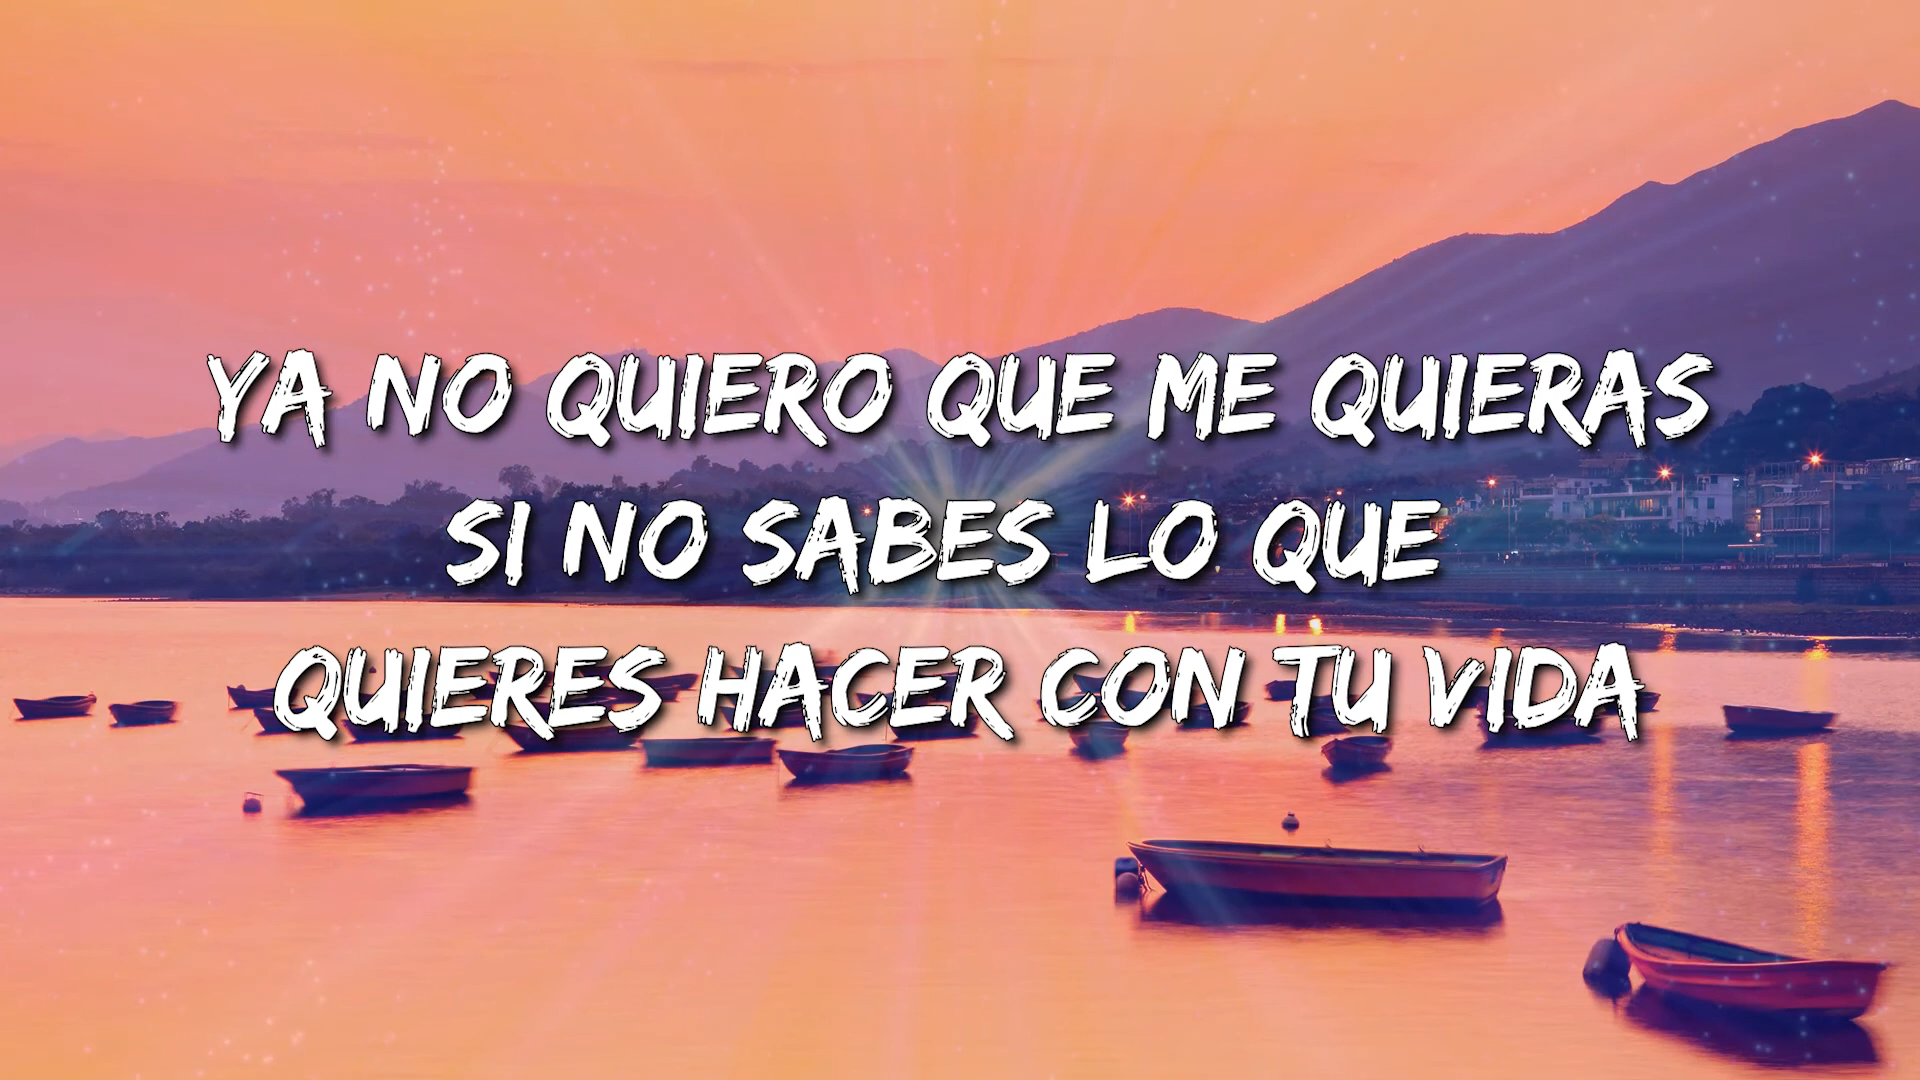 YA NO QUIERO QUE ME QUIERAS
SI NO SABES LO QUE
QUIERES HACER CON TU VIDA